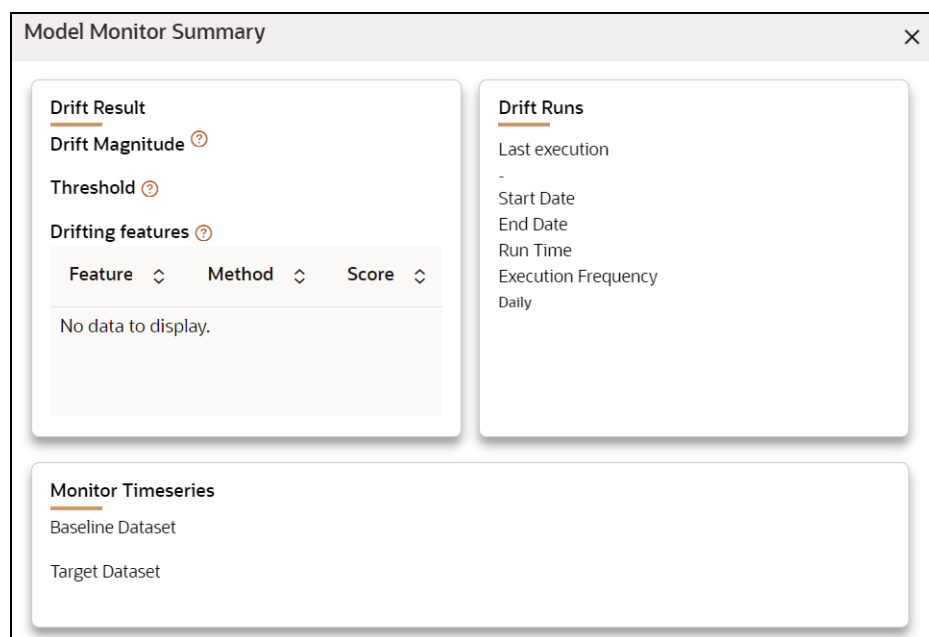 Model Monitor Summary
Drift Result
Drift Magnitude ?
Threshold ?
Drifting features ?
Feature Method Score
No data to display.
Drift Runs
Last execution
-
Start Date
End Date
Run Time
Execution Frequency
Daily
Monitor Timeseries
Baseline Dataset
Target Dataset